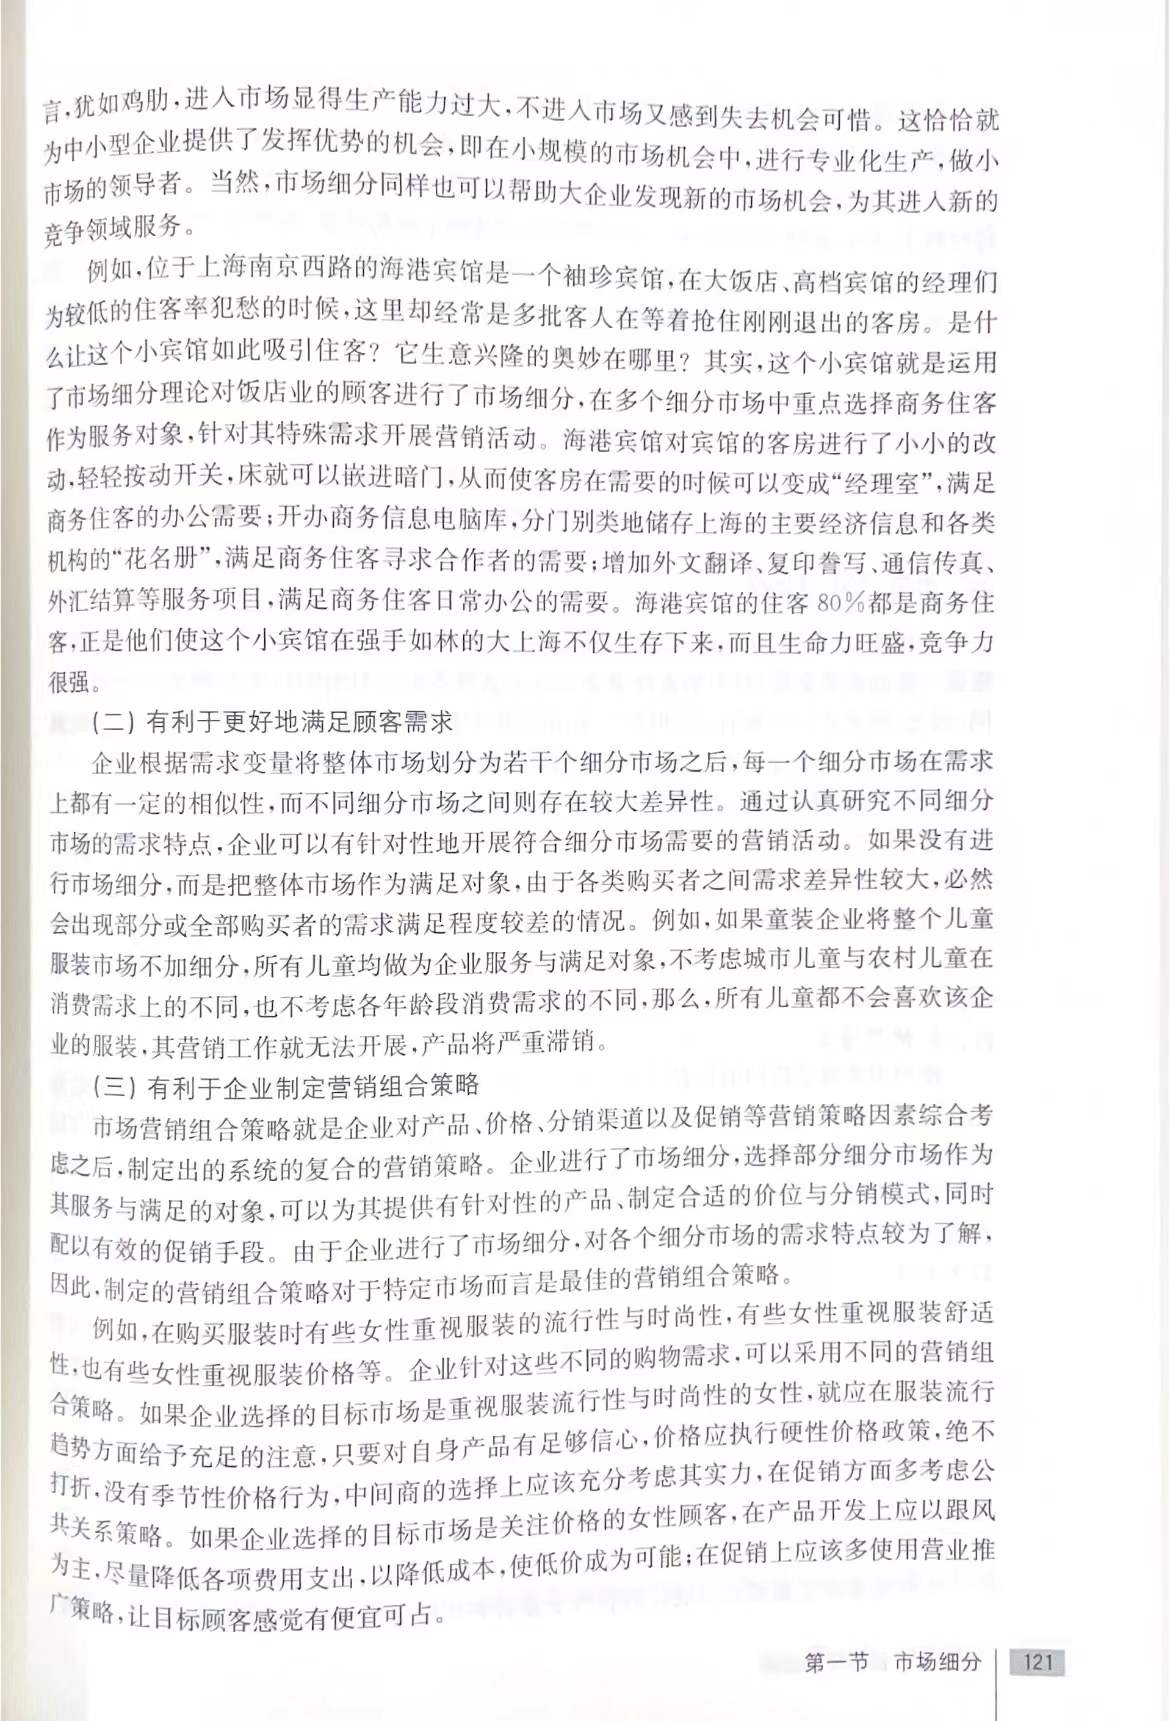 言,犹如鸡肋,进入市场显得生产能力过大,不进入市场又感到失去机会可惜。这恰恰就
为中小型企业提供了发挥优势的机会,即在小规模的市场机会中,进行专业化生产,做小
市场的领导者。当然,市场细分同样也可以帮助大企业发现新的市场机会,为其进入新的
竞争领域服务。
例如,位于上海南京西路的海港宾馆是一个袖珍宾馆,在大饭店、高档宾馆的经理们
为较低的住客率犯愁的时候,这里却经常是多批客人在等着抢住刚刚退出的客房。是什
么让这个小宾馆如此吸引住客?它生意兴隆的奥妙在哪里?其实,这个小宾馆就是运用
了市场细分理论对饭店业的顾客进行了市场细分,在多个细分市场中重点选择商务住客
作为服务对象,针对其特殊需求开展营销活动。海港宾馆对宾馆的客房进行了小小的改
动,轻轻按动开关,床就可以嵌进暗门,从而使客房在需要的时候可以变成“经理室”,满足
商务住客的办公需要;开办商务信息电脑库,分门别类地储存上海的主要经济信息和各类
机构的“花名册”,满足商务住客寻求合作者的需要;增加外文翻译、复印誊写、通信传真、
外汇结算等服务项目,满足商务住客日常办公的需要。海港宾馆的住客80%都是商务住
客,正是他们使这个小宾馆在强手如林的大上海不仅生存下来,而且生命力旺盛,竞争力
很强。
(二) 有利于更好地满足顾客需求
企业根据需求变量将整体市场划分为若干个细分市场之后,每一个细分市场在需求
上都有一定的相似性,而不同细分市场之间则存在较大差异性。通过认真研究不同细分
市场的需求特点,企业可以有针对性地开展符合细分市场需要的营销活动。如果没有进
行市场细分,而是把整体市场作为满足对象,由于各类购买者之间需求差异性较大,必然
会出现部分或全部购买者的需求满足程度较差的情况。例如,如果童装企业将整个儿童
服装市场不加细分,所有儿童均做为企业服务与满足对象,不考虑城市儿童与农村儿童在
消费需求上的不同,也不考虑各年龄段消费需求的不同,那么,所有儿童都不会喜欢该企
业的服装,其营销工作就无法开展,产品将严重滞销。
(三) 有利于企业制定营销组合策略
市场营销组合策略就是企业对产品、价格、分销渠道以及促销等营销策略因素综合考
虑之后,制定出的系统的复合的营销策略。企业进行了市场细分,选择部分细分市场作为
其服务与满足的对象,可以为其提供有针对性的产品、制定合适的价位与分销模式,同时
配以有效的促销手段。由于企业进行了市场细分,对各个细分市场的需求特点较为了解,
因此,制定的营销组合策略对于特定市场而言是最佳的营销组合策略。
例如,在购买服装时有些女性重视服装的流行性与时尚性,有些女性重视服装舒适
性,也有些女性重视服装价格等。企业针对这些不同的购物需求,可以采用不同的营销组
合策略。如果企业选择的目标市场是重视服装流行性与时尚性的女性,就应在服装流行
趋势方面给予充足的注意,只要对自身产品有足够信心,价格应执行硬性价格政策,绝不
打折,没有季节性价格行为,中间商的选择上应该充分考虑其实力,在促销方面多考虑公
共关系策略。如果企业选择的目标市场是关注价格的女性顾客,在产品开发上应以跟风
为主,尽量降低各项费用支出,以降低成本,使低价成为可能;在促销上应该多使用营业推
广策略,让目标顾客感觉有便宜可占。
第一节 市场细分 121